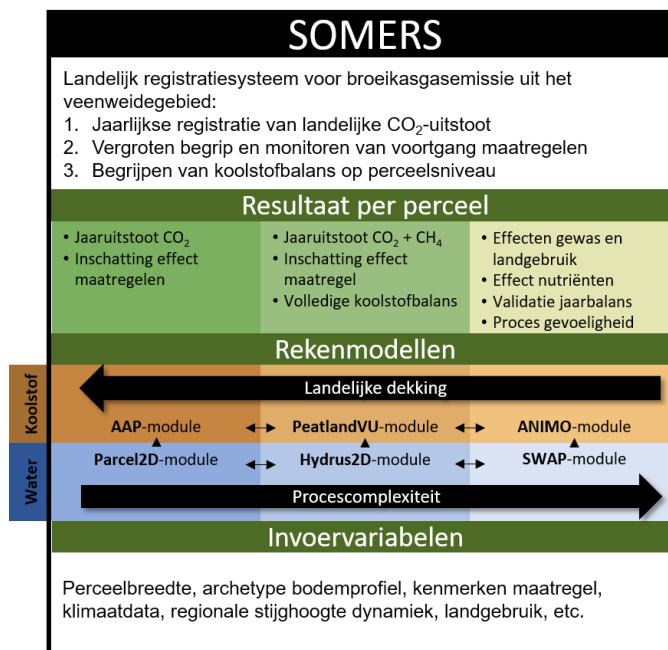 SOMERS
Landelijk registratiesysteem voor broeikasgasemissie uit het
veenweidegebied:
1. Jaarlijkse registratie van landelijke CO₂-uitstoot
2. Vergroten begrip en monitoren van voortgang maatregelen
3. Begrijpen van koolstofbalans op perceelsniveau
Resultaat per perceel
• Jaaruitstoot CO₂
• Inschatting effect
maatregelen
• Jaaruitstoot CO₂ + CH₄
• Inschatting effect
maatregel
• Volledige koolstofbalans
• Effecten gewas en
landgebruik
• Effect nutriënten
• Validatie jaarbalans
• Proces gevoeligheid
Rekenmodellen
Koolstof
Landelijke dekking
AAP-module
PeatlandVU-module
ANIMO-module
Water
Parcel2D-module
Hydrus2D-module
SWAP-module
Procescomplexiteit
Invoervariabelen
Perceelbreedte, archetype bodemprofiel, kenmerken maatregel,
klimaatdata, regionale stijghoogte dynamiek, landgebruik, etc.